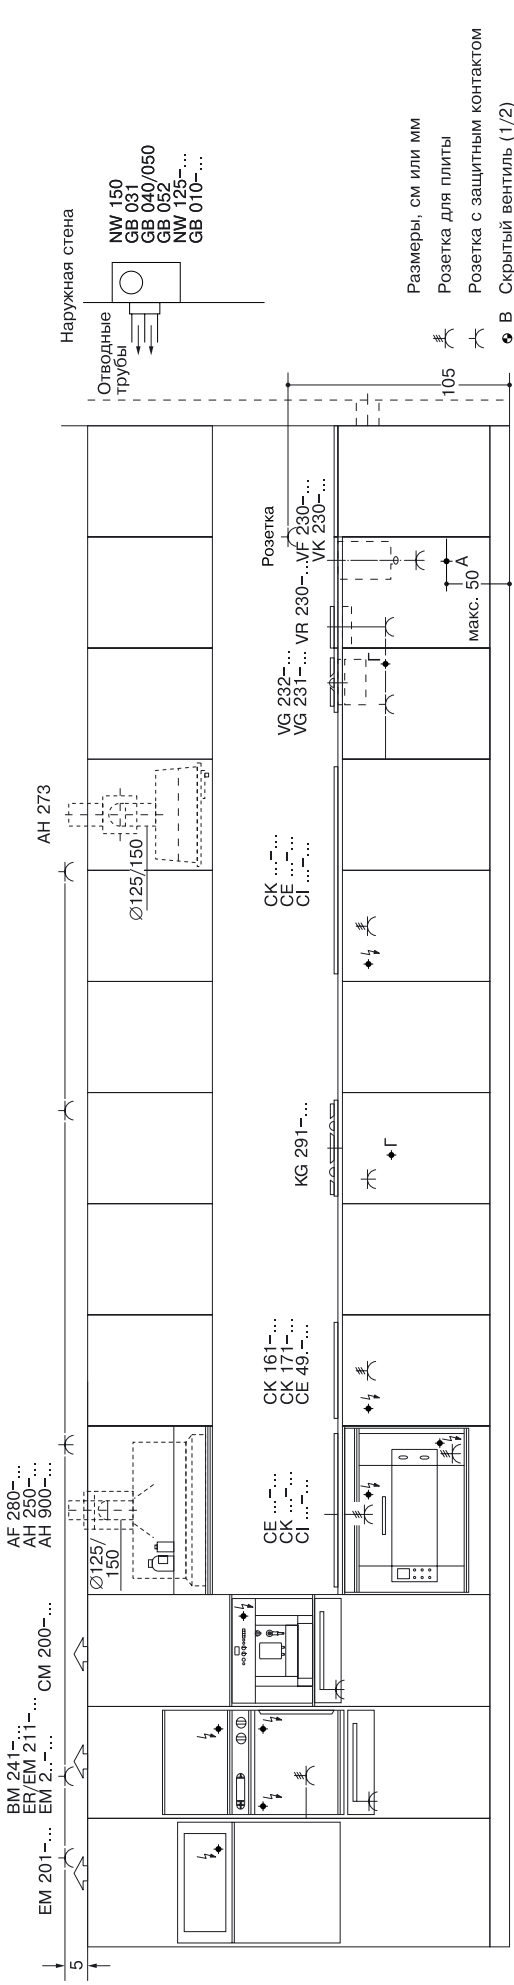 EM 201-...
BM 241-...
ER/EM 211-...
EM 2..-...
CM 200-...
AF 280-...
AH 250-...
AH 900-...
AH 273
Наружная стена
5
Ø125/
150
Ø125/150
Отводные
трубы
NW 150
GB 031
GB 040/050
GB 052
NW 125-...
GB 010-...
CE ...-...
CK ...-...
CI ...-...
CK 161-...
CK 171-...
CE 49.-...
KG 291-...
CK ...-...
CE ...-...
CI ...-...
VG 232-...
VG 231-...
VR 230-...
Розетка
VF 230-...
VK 230-...
Г
Г
A
макс. 50
105
Размеры, см или мм
Розетка для плиты
Розетка с защитным контактом
B Скрытый вентиль (1/2)